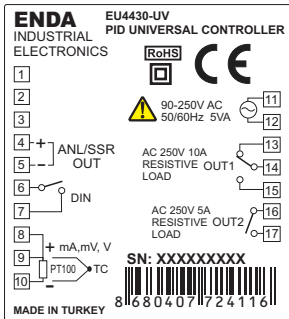 ENDA
INDUSTRIAL
ELECTRONICS
EU4430-UV
PID UNIVERSAL CONTROLLER
RoHS
CE
90-250V AC
50/60Hz 5VA
11
12
1
2
3
4
+
5
-
ANL/SSR
OUT
6
7
DIN
8
9
10
+ mA,mV, V
PT100
TC
-
AC 250V 10A
RESISTIVE OUT1
LOAD
13
14
15
AC 250V 5A
RESISTIVE OUT2
LOAD
16
17
SN: XXXXXXXXX
8 680407 724116
MADE IN TURKEY